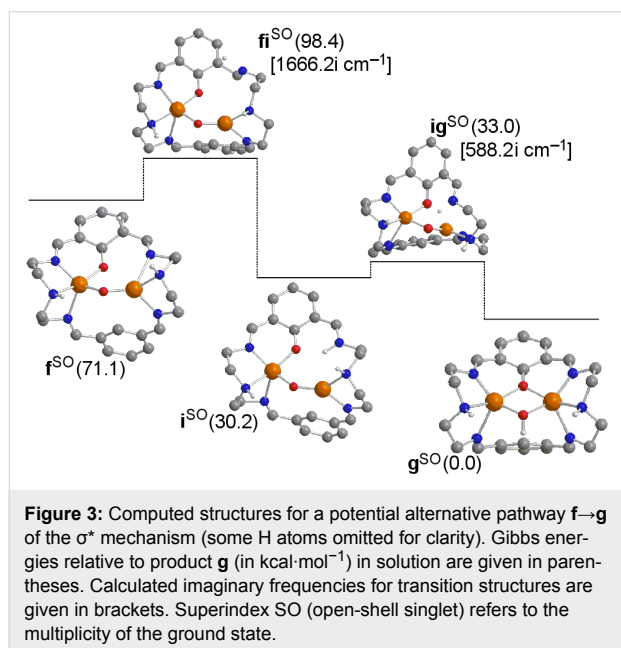 fi^SO(98.4)
[1666.2i cm⁻¹]
ig^SO(33.0)
[588.2i cm⁻¹]
f^SO(71.1)
i^SO(30.2)
g^SO(0.0)
Figure 3: Computed structures for a potential alternative pathway f→g
of the σ* mechanism (some H atoms omitted for clarity). Gibbs ener-
gies relative to product g (in kcal·mol⁻¹) in solution are given in paren-
theses. Calculated imaginary frequencies for transition structures are
given in brackets. Superindex SO (open-shell singlet) refers to the
multiplicity of the ground state.